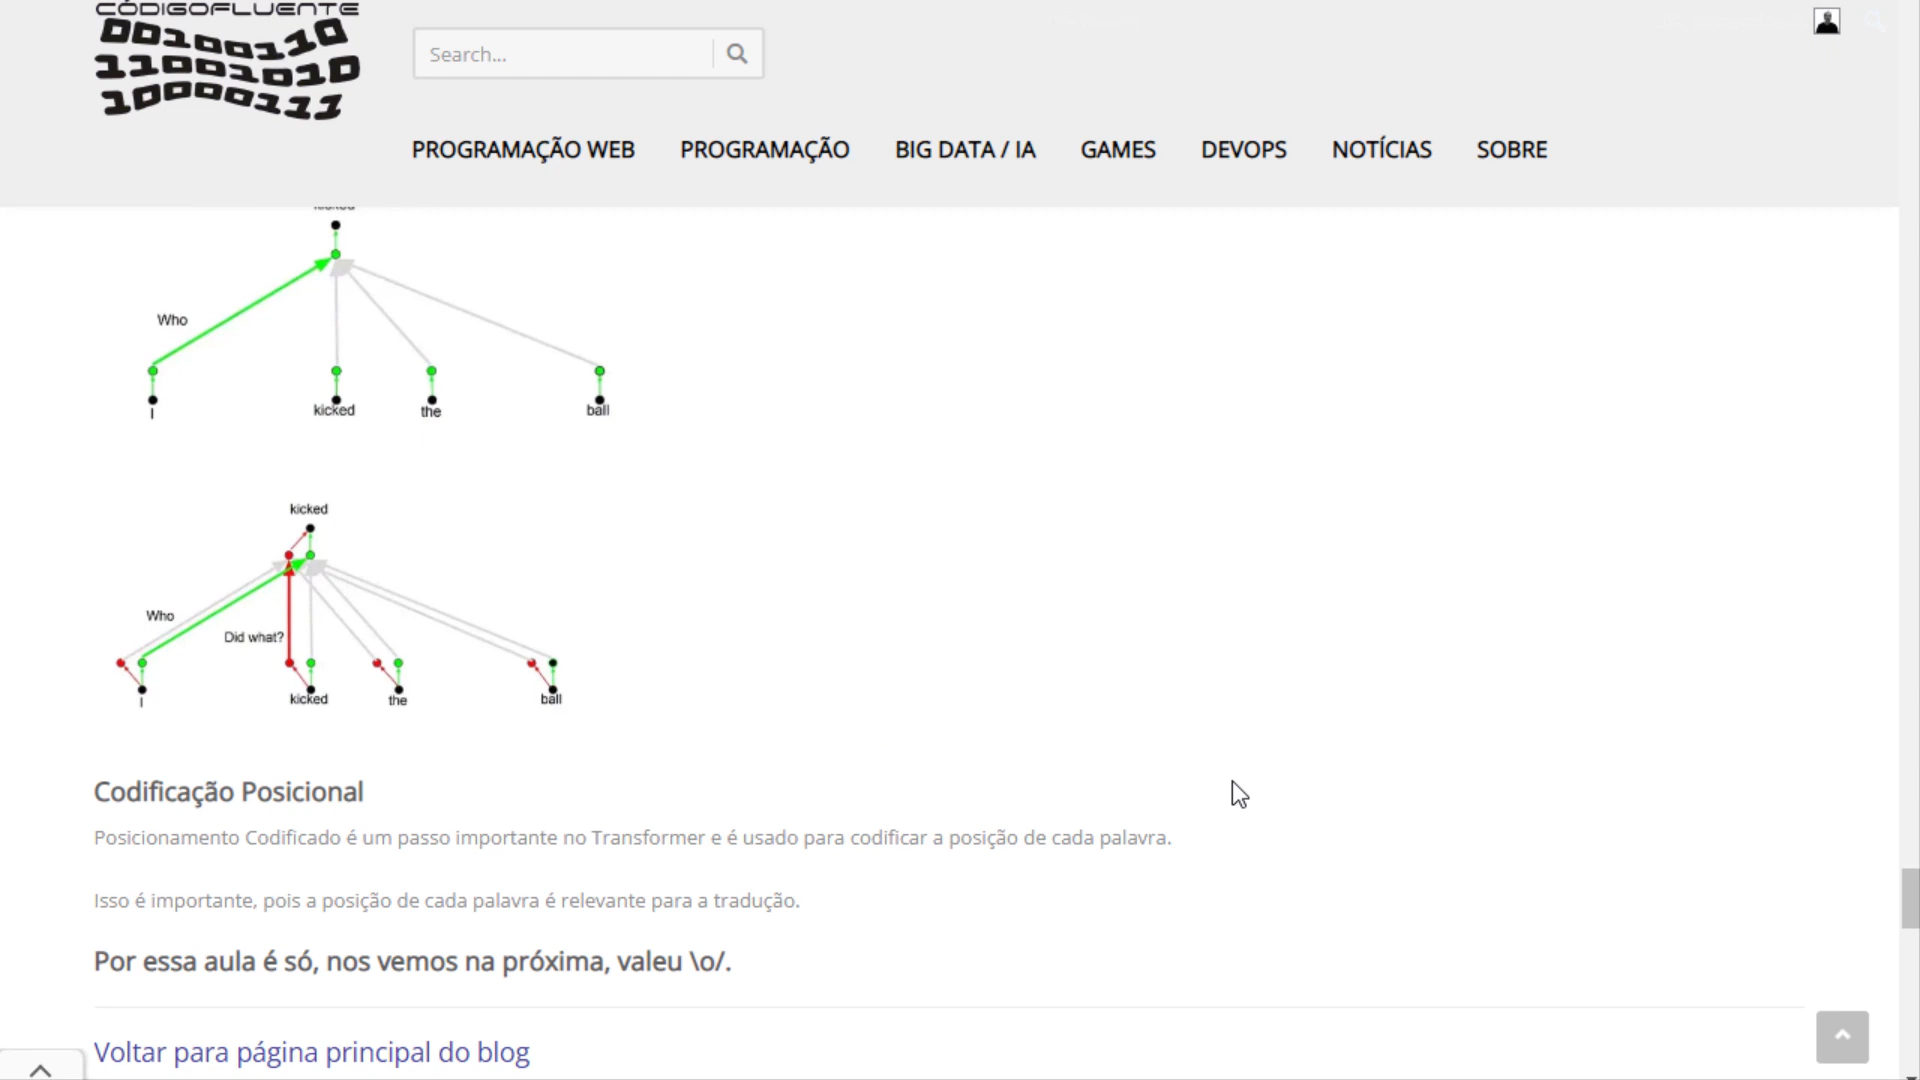 CÓDIGOFLUENTE
00100110
11001010
10000111
Search...
PROGRAMAÇÃO WEB PROGRAMAÇÃO BIG DATA / IA GAMES DEVOPS NOTÍCIAS SOBRE
kicked
Who
I kicked the ball
kicked
Who
Did what?
I kicked the ball
Codificação Posicional
Posicionamento Codificado é um passo importante no Transformer e é usado para codificar a posição de cada palavra.
Isso é importante, pois a posição de cada palavra é relevante para a tradução.
Por essa aula é só, nos vemos na próxima, valeu \o/.
Voltar para página principal do blog